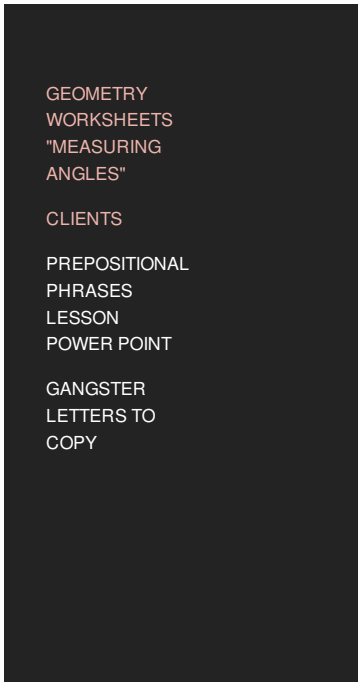 GEOMETRY
WORKSHEETS
"MEASURING
ANGLES"
CLIENTS
PREPOSITIONAL
PHRASES
LESSON
POWER POINT
GANGSTER
LETTERS TO
COPY